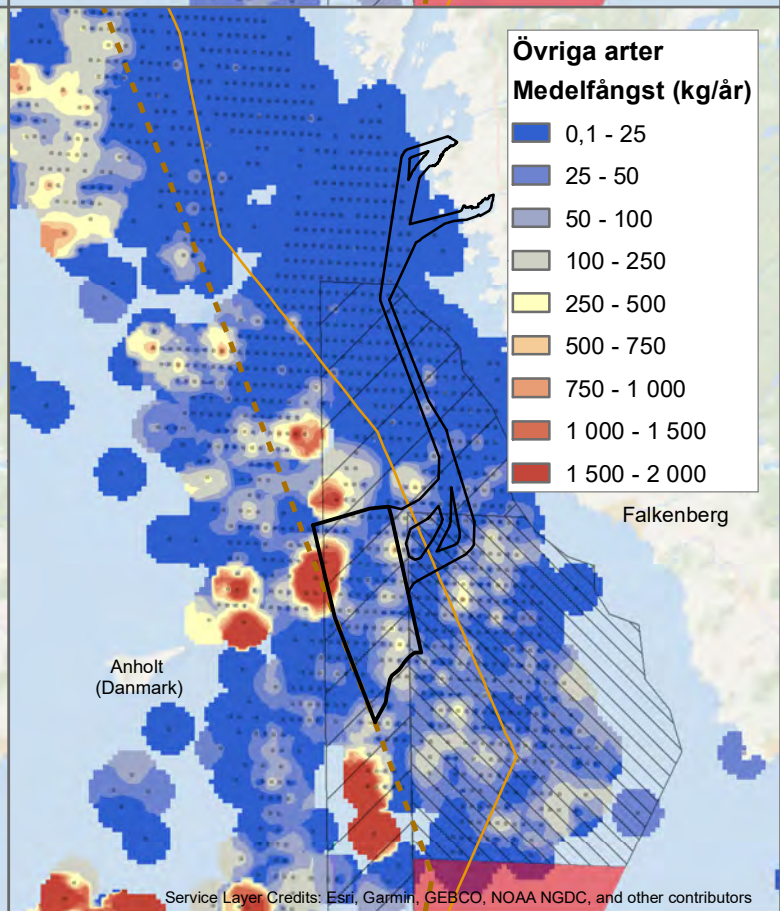 Övriga arter
Medelfångst (kg/år)
0,1 - 25
25 - 50
50 - 100
100 - 250
250 - 500
500 - 750
750 - 1 000
1 000 - 1 500
1 500 - 2 000
Falkenberg
Anholt
(Danmark)
Service Layer Credits: Esri, Garmin, GEBCO, NOAA NGDC, and other contributors